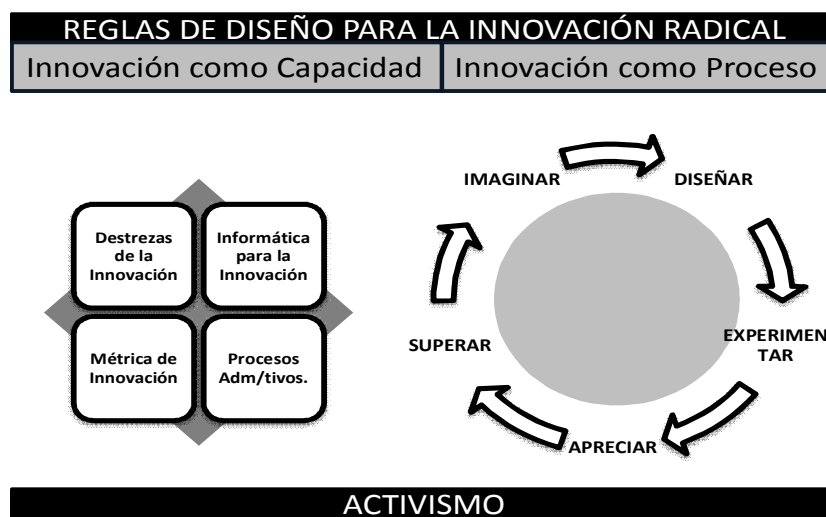 REGLAS DE DISEÑO PARA LA INNOVACIÓN RADICAL
Innovación como Capacidad
Innovación como Proceso
Destrezas
de la
Innovación
Informática
para la
Innovación
Métrica de
Innovación
Procesos
Adm/tivos.
IMAGINAR
DISEÑAR
EXPERIMEN
TAR
APRECIAR
SUPERAR
ACTIVISMO